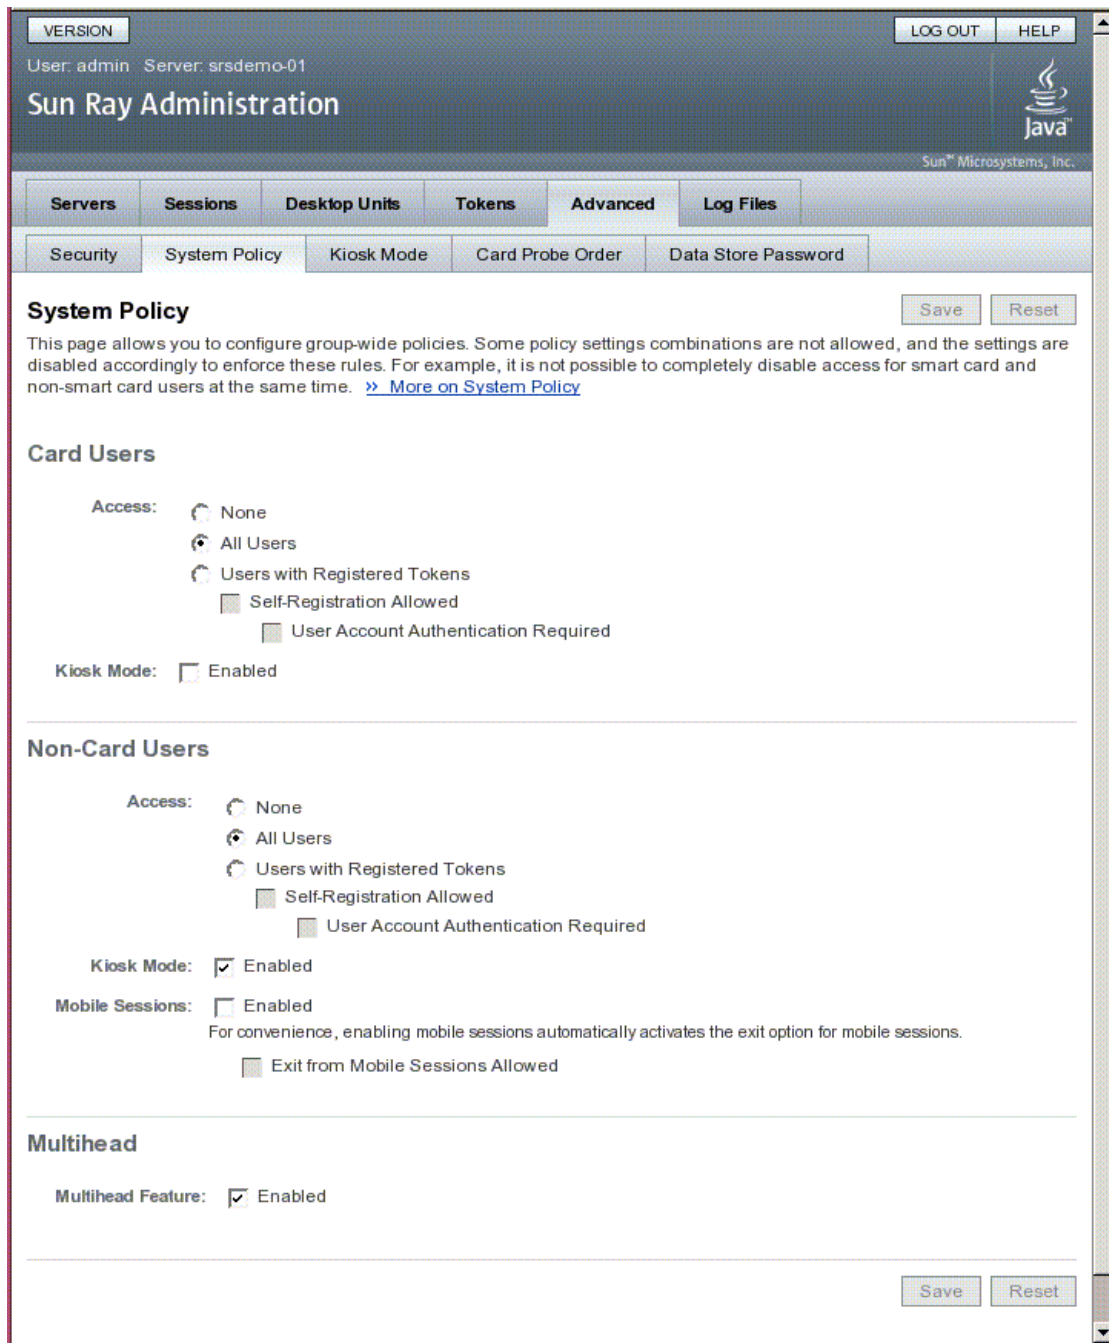 VERSION
LOG OUT HELP
User: admin Server: srsdemo-01
Sun Ray Administration
Java™
Sun™ Microsystems, Inc.
Servers Sessions Desktop Units Tokens Advanced Log Files
Security System Policy Kiosk Mode Card Probe Order Data Store Password
System Policy
Save Reset
This page allows you to configure group-wide policies. Some policy settings combinations are not allowed, and the settings are
disabled accordingly to enforce these rules. For example, it is not possible to completely disable access for smart card and
non-smart card users at the same time. >> More on System Policy
Card Users
Access: None
All Users
Users with Registered Tokens
Self-Registration Allowed
User Account Authentication Required
Kiosk Mode: Enabled
Non-Card Users
Access: None
All Users
Users with Registered Tokens
Self-Registration Allowed
User Account Authentication Required
Kiosk Mode: Enabled
Mobile Sessions: Enabled
For convenience, enabling mobile sessions automatically activates the exit option for mobile sessions.
Exit from Mobile Sessions Allowed
Multihead
Multihead Feature: Enabled
Save Reset